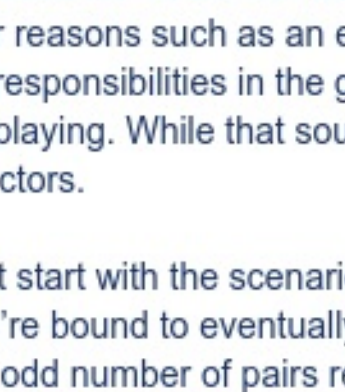 r reasons such as an e
responsibilities in the g
playing. While that sou
ctors.
t start with the scenari
're bound to eventually
odd number of pairs r